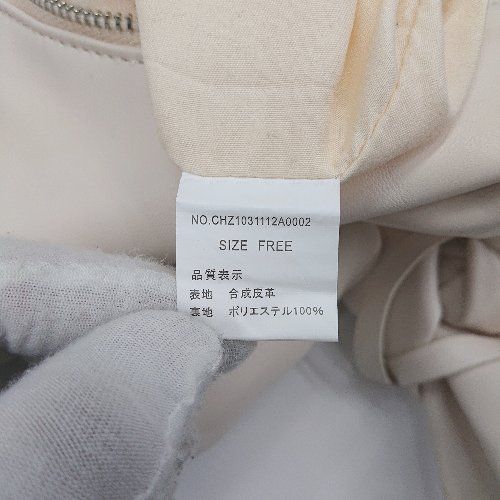 NO.CHZ1031112A0002
SIZE FREE
品質表示
表地 合成皮革
裏地 ポリエステル100%